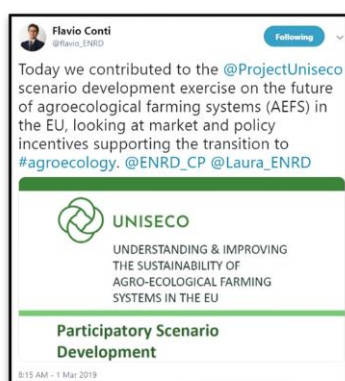 Flavio Conti
@flavio_ENRD
Following
Today we contributed to the @ProjectUniseco
scenario development exercise on the future
of agroecological farming systems (AEFS) in
the EU, looking at market and policy
incentives supporting the transition to
#agroecology. @ENRD_CP @Laura_ENRD
UNISECO
UNDERSTANDING & IMPROVING
THE SUSTAINABILITY OF
AGRO-ECOLOGICAL FARMING
SYSTEMS IN THE EU
Participatory Scenario
Development
8:15 AM - 1 Mar 2019